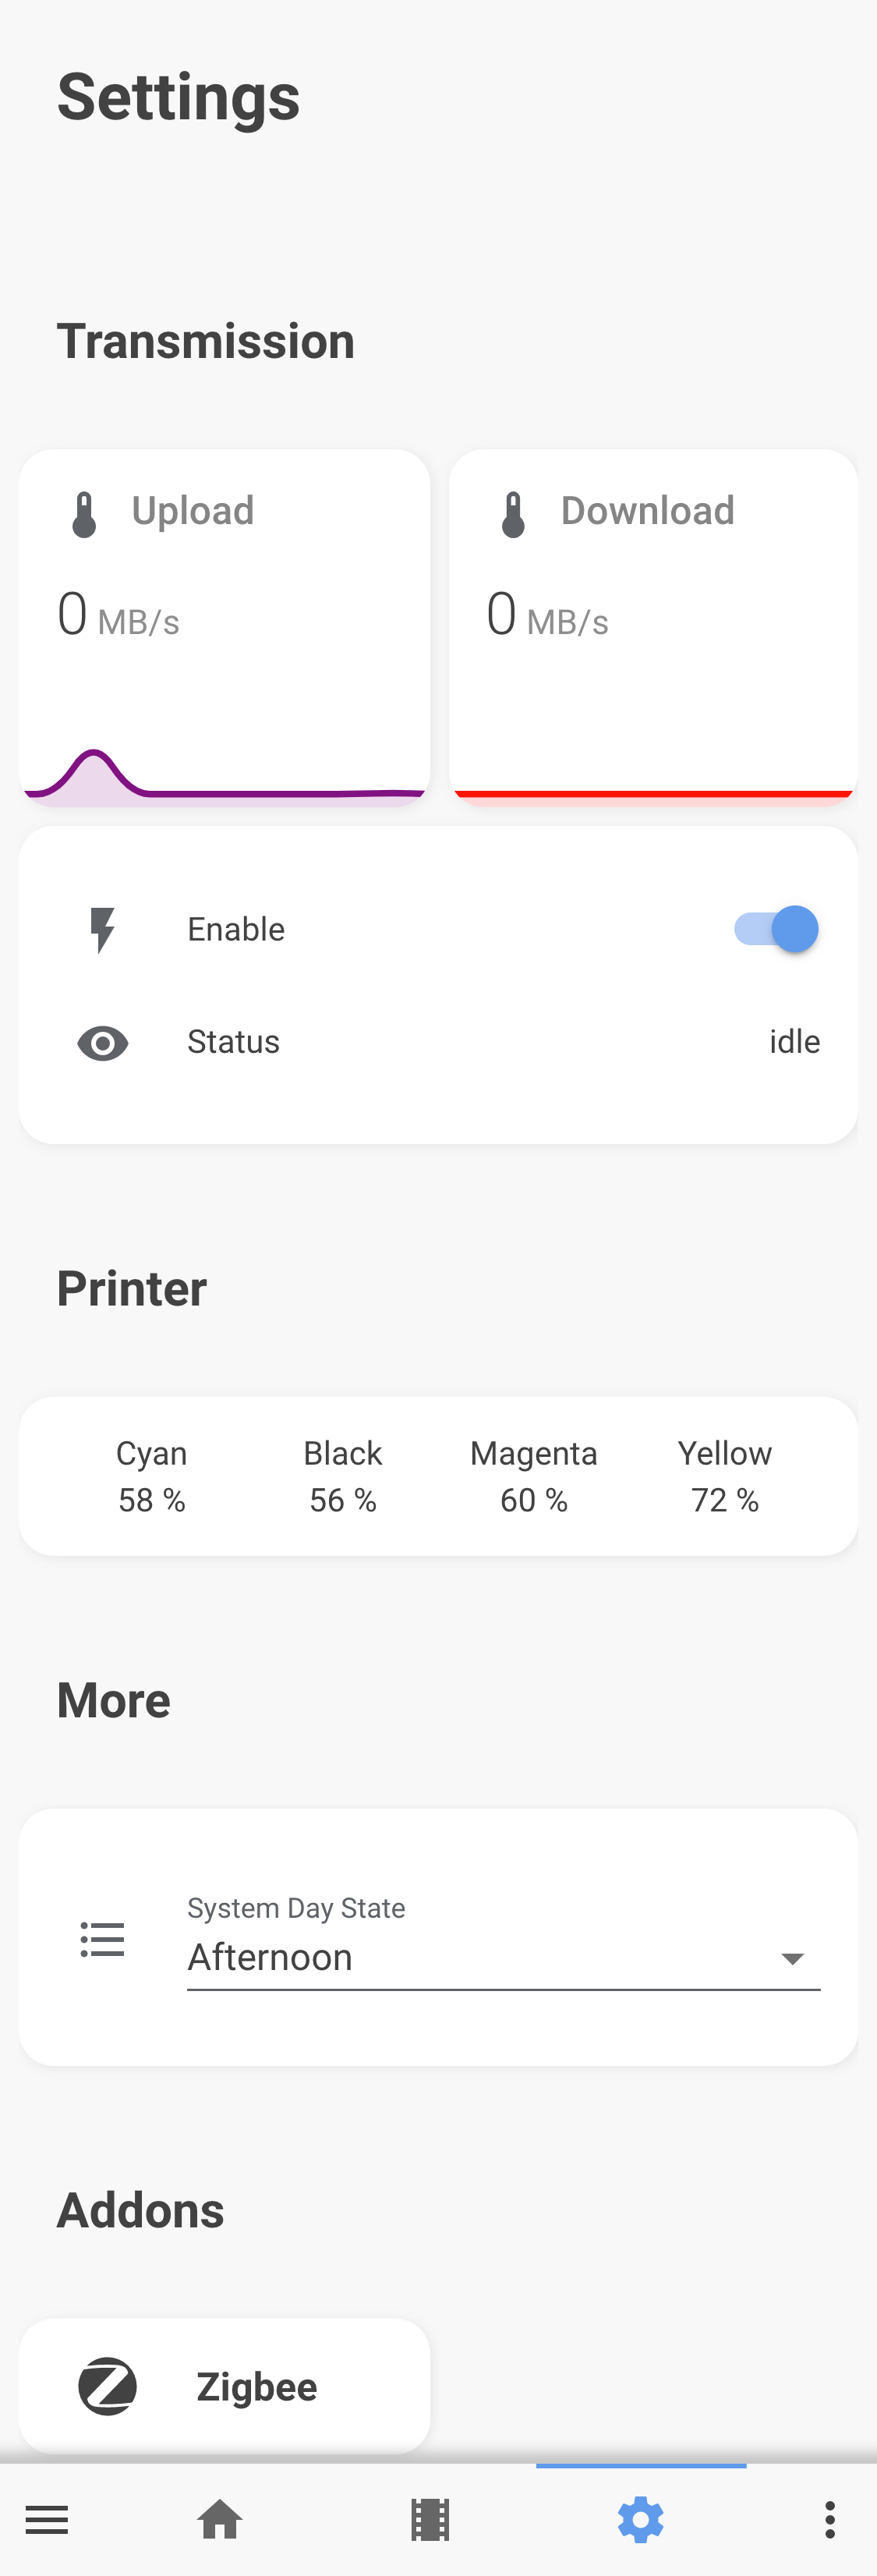 Settings
Transmission
Upload
0 MB/s
Download
0 MB/s
Enable
Status idle
Printer
Cyan Black Magenta Yellow
58 % 56 % 60 % 72 %
More
System Day State
Afternoon
Addons
Zigbee